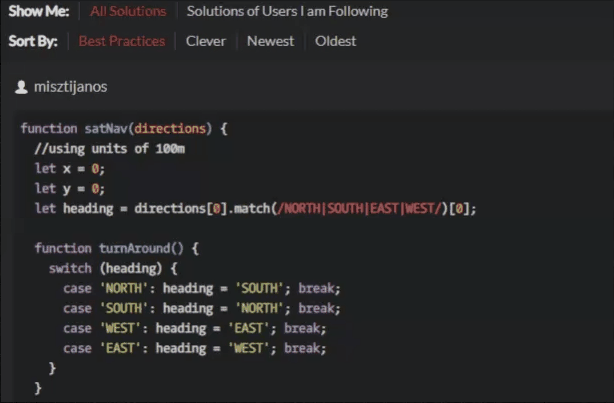 Show Me: All Solutions Solutions of Users I am Following
Sort By: Best Practices Clever Newest Oldest
misztijanos
function satNav(directions) {
//using units of 100m
let x = 0;
let y = 0;
let heading = directions[0].match(/NORTH|SOUTH|EAST|WEST/)[0];
function turnAround() {
switch (heading) {
case 'NORTH': heading = 'SOUTH'; break;
case 'SOUTH': heading = 'NORTH'; break;
case 'WEST': heading = 'EAST'; break;
case 'EAST': heading = 'WEST'; break;
}
}